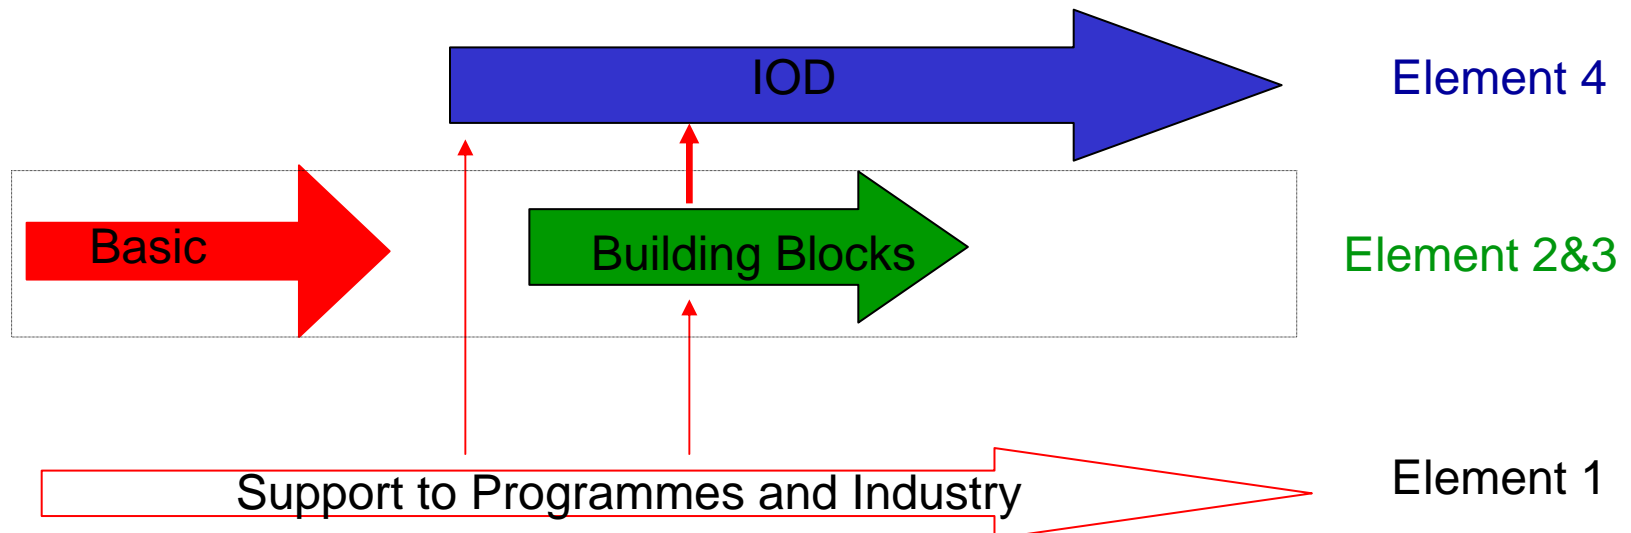 IOD
Element 4
Basic
Building Blocks
Element 2&3
Support to Programmes and Industry
Element 1